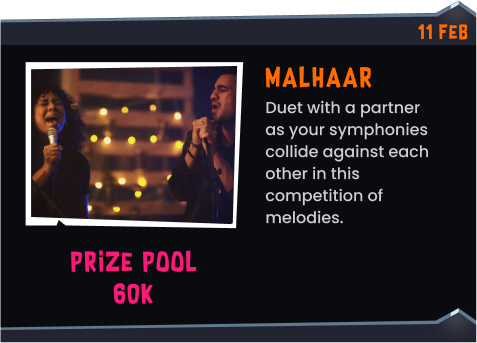 11 FEB
MALHAAR
Duet with a partner
as your symphonies
collide against each
other in this
competition of
melodies.
PRiZE POOL
60K